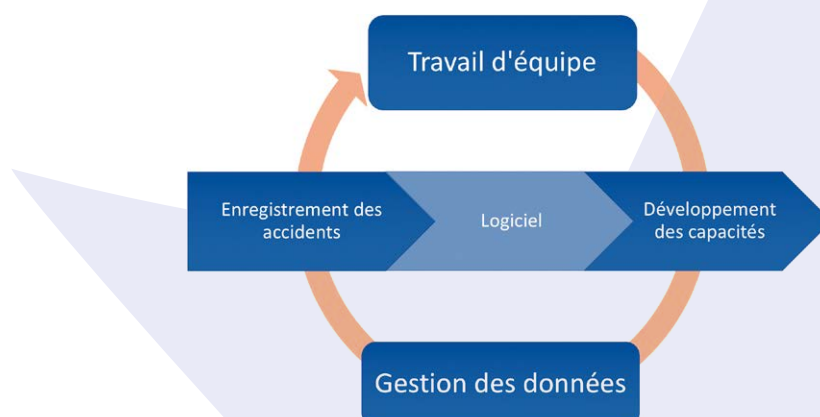 Travail d'équipe
Enregistrement des
accidents
Logiciel
Développement
des capacités
Gestion des données